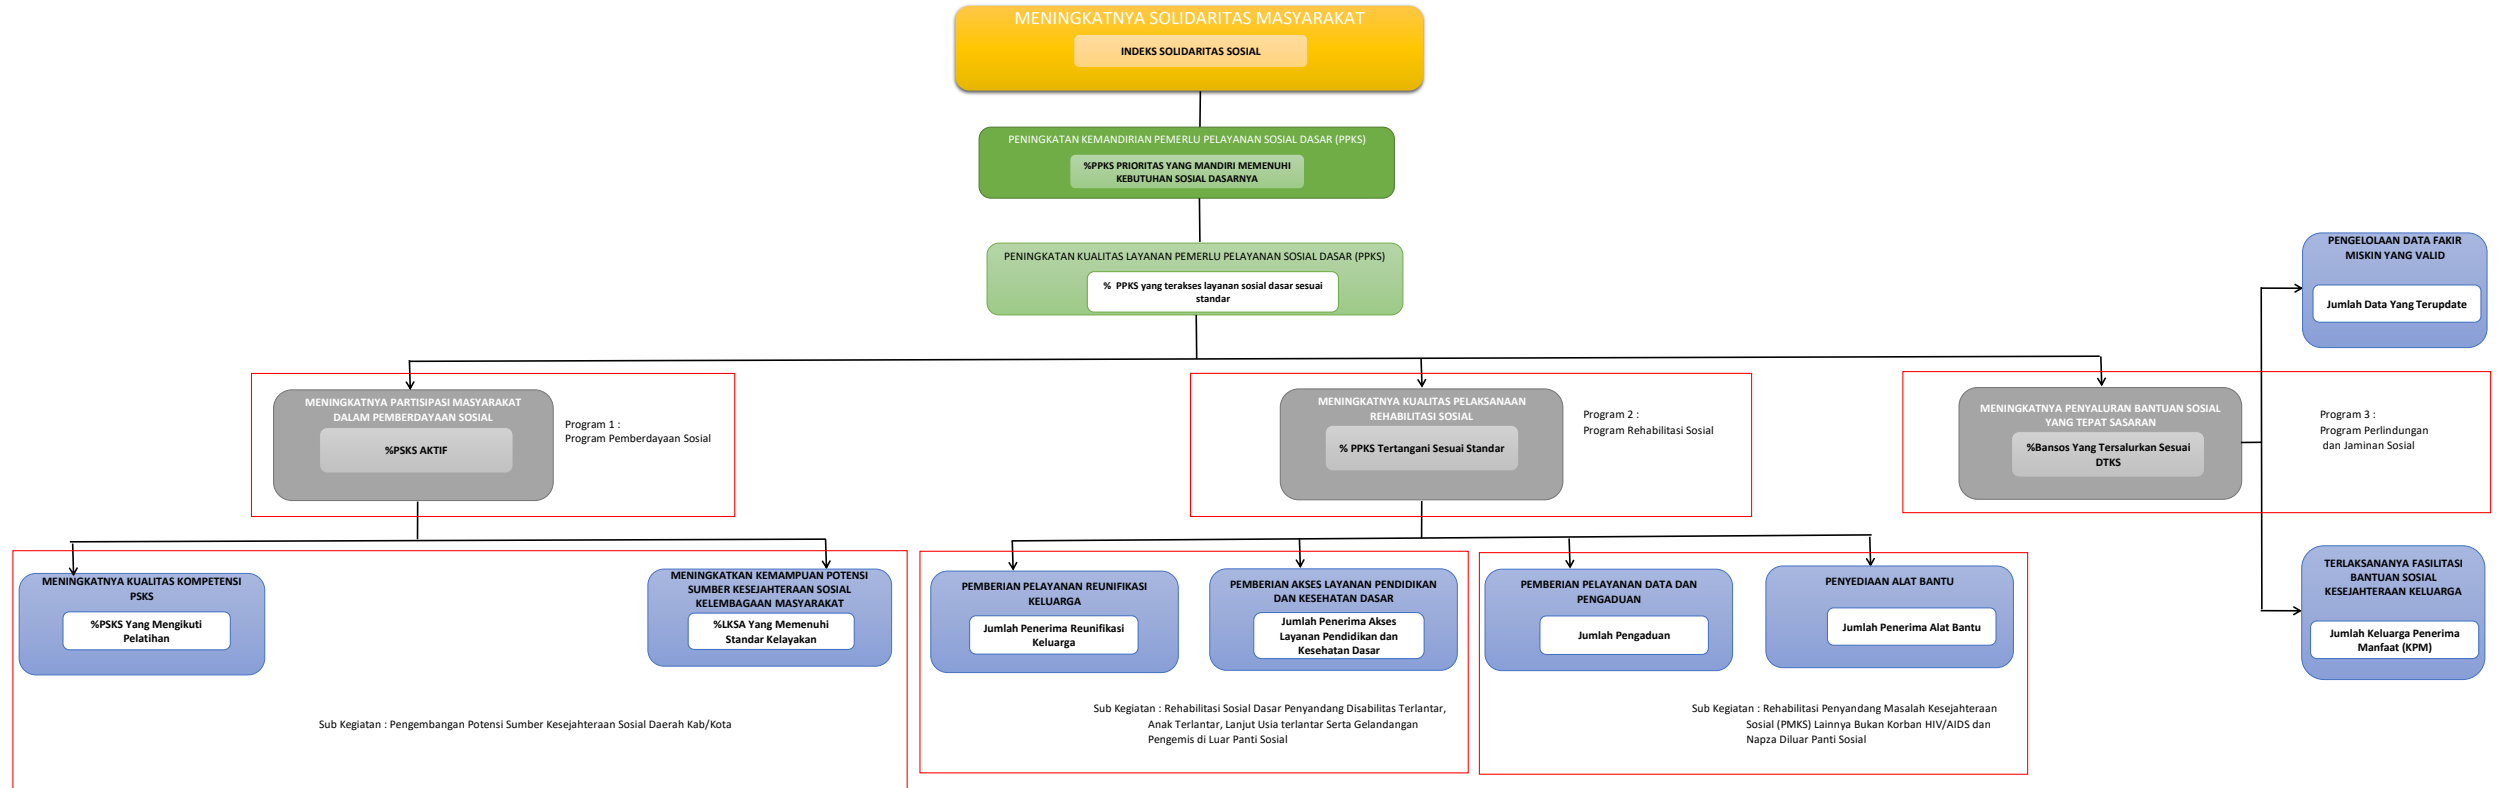 MENINGKATNYA SOLIDARITAS MASYARAKAT
INDEKS SOLIDARITAS SOSIAL
PENINGKATAN KEMANDIRIAN PEMERLU PELAYANAN SOSIAL DASAR (PPKS)
%PPKS PRIORITAS YANG MANDIRI MEMENUHI
KEBUTUHAN SOSIAL DASARNYA
PENINGKATAN KUALITAS LAYANAN PEMERLU PELAYANAN SOSIAL DASAR (PPKS)
% PPKS yang terakses layanan sosial dasar sesuai
standar
MENINGKATNYA PARTISIPASI MASYARAKAT
DALAM PEMBERDAYAAN SOSIAL
%PSKS AKTIF
Program 1 :
Program Pemberdayaan Sosial
MENINGKATNYA KUALITAS PELAKSANAAN
REHABILITASI SOSIAL
% PPKS Tertangani Sesuai Standar
Program 2 :
Program Rehabilitasi Sosial
MENINGKATNYA PENYALURAN BANTUAN SOSIAL
YANG TEPAT SASARAN
%Bansos Yang Tersalurkan Sesuai
DTKS
Program 3 :
Program Perlindungan
dan Jaminan Sosial
PENGELOLAAN DATA FAKIR
MISKIN YANG VALID
Jumlah Data Yang Terupdate
MENINGKATNYA KUALITAS KOMPETENSI
PSKS
%PSKS Yang Mengikuti
Pelatihan
MENINGKATKAN KEMAMPUAN POTENSI
SUMBER KESEJAHTERAAN SOSIAL
KELEMBAGAAN MASYARAKAT
%LKSA Yang Memenuhi
Standar Kelayakan
Sub Kegiatan : Pengembangan Potensi Sumber Kesejahteraan Sosial Daerah Kab/Kota
PEMBERIAN PELAYANAN REUNIFIKASI
KELUARGA
Jumlah Penerima Reunifikasi
Keluarga
PEMBERIAN AKSES LAYANAN PENDIDIKAN
DAN KESEHATAN DASAR
Jumlah Penerima Akses
Layanan Pendidikan dan
Kesehatan Dasar
Sub Kegiatan : Rehabilitasi Sosial Dasar Penyandang Disabilitas Terlantar,
Anak Terlantar, Lanjut Usia terlantar Serta Gelandangan
Pengemis di Luar Panti Sosial
PEMBERIAN PELAYANAN DATA DAN
PENGADUAN
Jumlah Pengaduan
PENYEDIAAN ALAT BANTU
Jumlah Penerima Alat Bantu
Sub Kegiatan : Rehabilitasi Penyandang Masalah Kesejahteraan
Sosial (PMKS) Lainnya Bukan Korban HIV/AIDS dan
Napza Diluar Panti Sosial
TERLAKSANANYA FASILITASI
BANTUAN SOSIAL
KESEJAHTERAAN KELUARGA
Jumlah Keluarga Penerima
Manfaat (KPM)